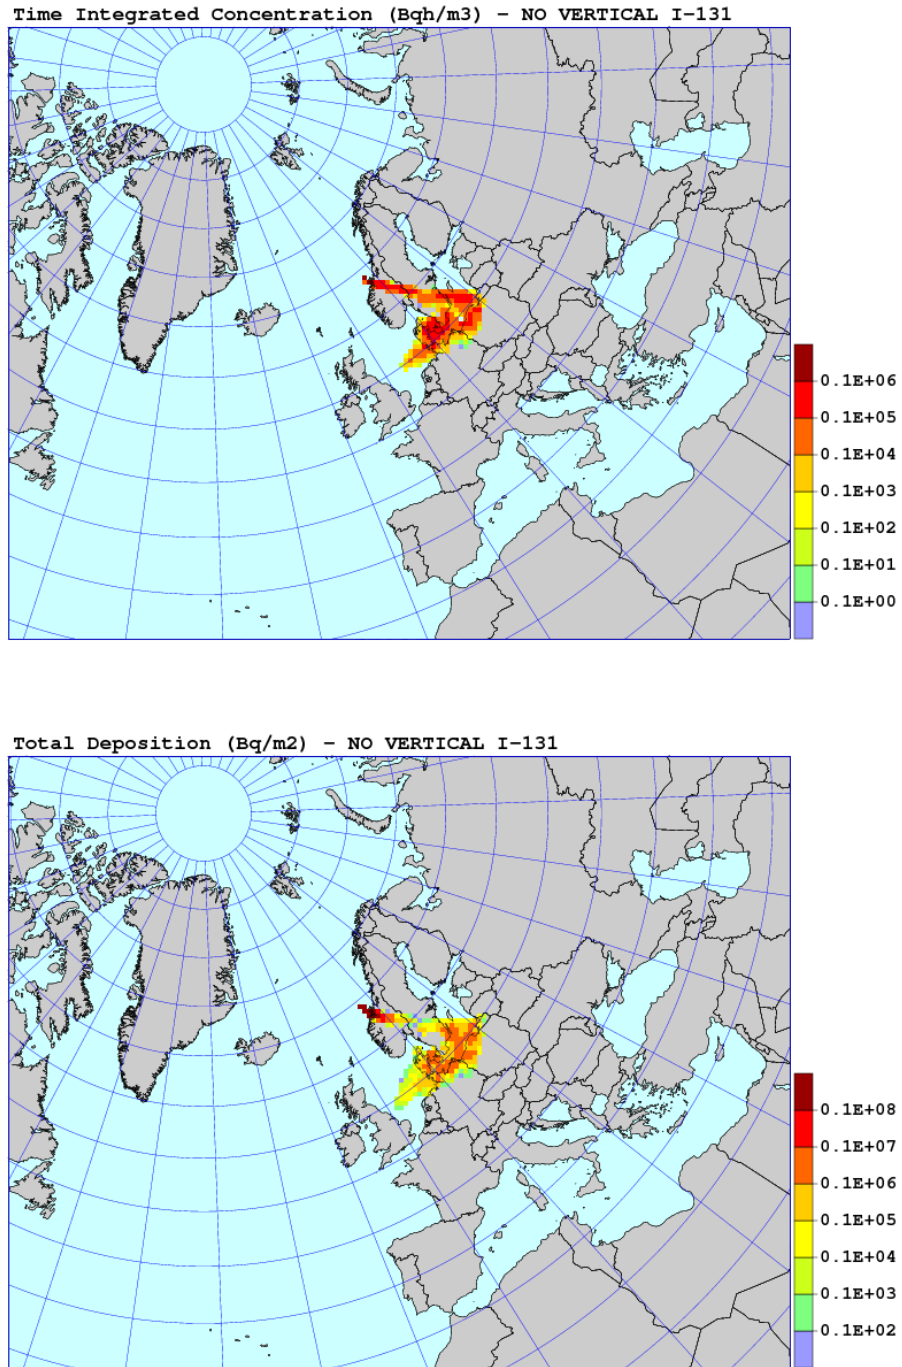 Time Integrated Concentration (Bqh/m3) – NO VERTICAL I–131
0.1E+06
0.1E+05
0.1E+04
0.1E+03
0.1E+02
0.1E+01
0.1E+00
Total Deposition (Bq/m2) – NO VERTICAL I–131
0.1E+08
0.1E+07
0.1E+06
0.1E+05
0.1E+04
0.1E+03
0.1E+02